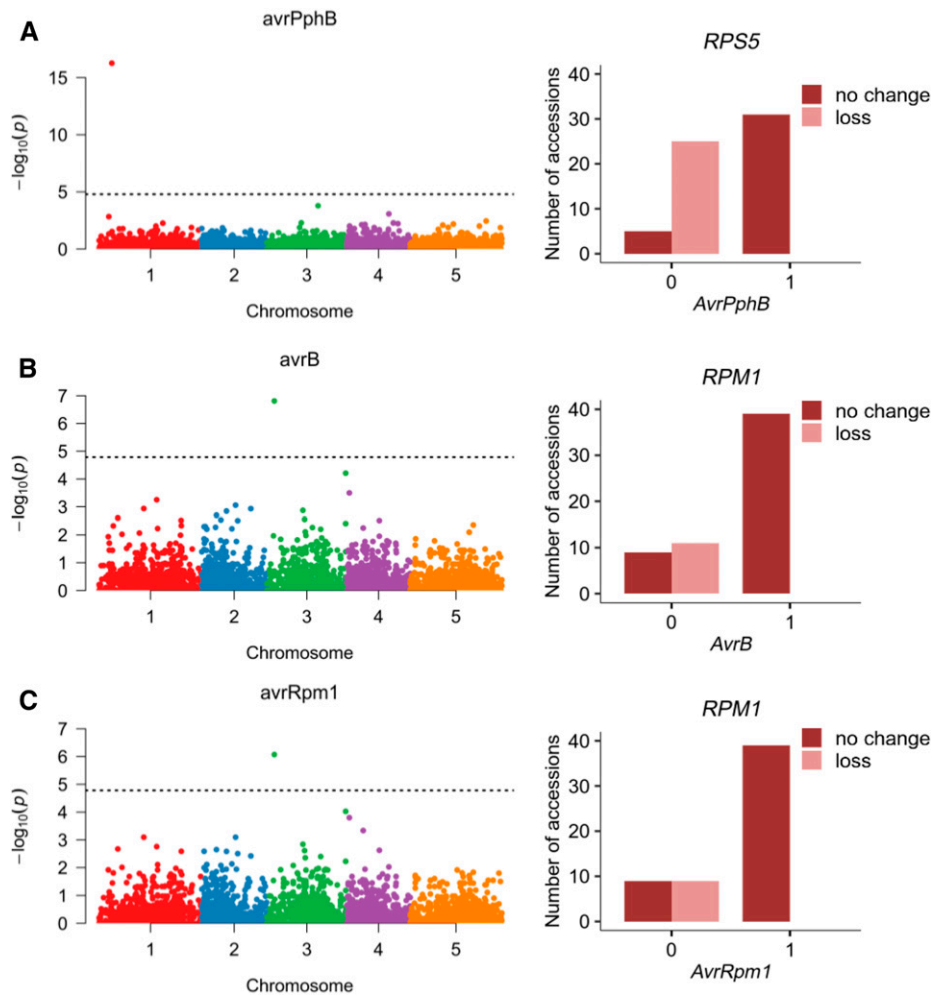 A
avrPphB
−log10(p)
15
10
5
0
1 2 3 4 5
Chromosome
RPS5
Number of accessions
40
30
20
10
0
no change
loss
0 1
AvrPphB
B
avrB
−log10(p)
7
6
5
4
3
2
1
0
1 2 3 4 5
Chromosome
RPM1
Number of accessions
40
30
20
10
0
no change
loss
0 1
AvrB
C
avrRpm1
−log10(p)
7
6
5
4
3
2
1
0
1 2 3 4 5
Chromosome
RPM1
Number of accessions
40
30
20
10
0
no change
loss
0 1
AvrRpm1